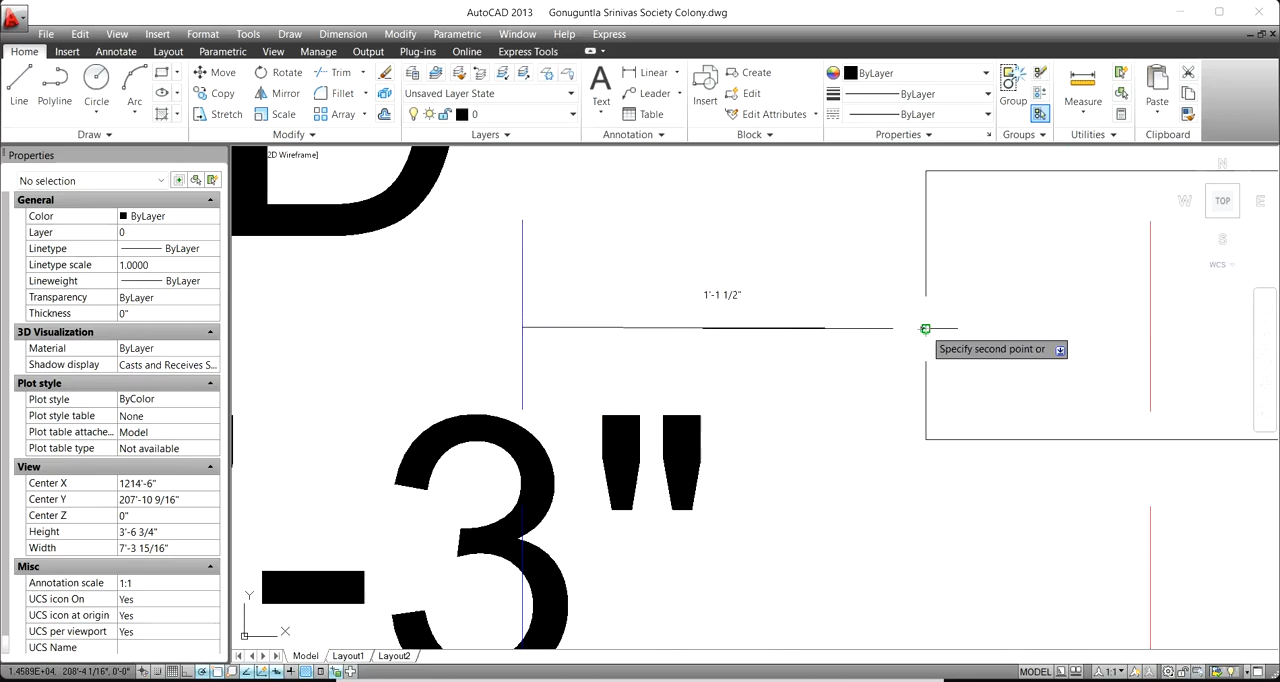 AutoCAD 2013 Gonuguntla Srinivas Society Colony.dwg
File Edit View Insert Format Tools Draw Dimension Modify Parametric Window Help Express
Home Insert Annotate Layout Parametric View Manage Output Plug-ins Online Express Tools
Line Polyline Circle Arc
Move Rotate Trim
Copy Mirror Fillet
Stretch Scale Array
Unsaved Layer State
0
Text
Linear
Leader
Table
Insert
Create
Edit
Edit Attributes
ByLayer
ByLayer
ByLayer
Group
Measure
Paste
Draw Modify Layers Annotation Block Properties Groups Utilities Clipboard
Properties
No selection
General
Color ByLayer
Layer 0
Linetype ByLayer
Linetype scale 1.0000
Lineweight ByLayer
Transparency ByLayer
Thickness 0"
3D Visualization
Material ByLayer
Shadow display Casts and Receives S...
Plot style
Plot style ByColor
Plot style table None
Plot table attache... Model
Plot table type Not available
View
Center X 1214'-6"
Center Y 207'-10 9/16"
Center Z 0"
Height 3'-6 3/4"
Width 7'-3 15/16"
Misc
Annotation scale 1:1
UCS icon On Yes
UCS icon at origin Yes
UCS per viewport Yes
UCS Name
2D Wireframe]
1'-1 1/2"
Specify second point or
-3"
N
W TOP E
S
WCS
Y
X
Model Layout1 Layout2
1.4589E+04, 208'-4 1/16", 0'-0"
MODEL
1:1